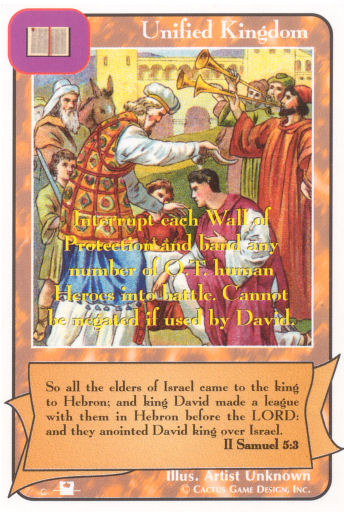 Unified Kingdom
Interrupt each Wall of
Protection and band any
number of O.T. human
Heroes into battle. Cannot
be negated if used by David.
So all the elders of Israel came to the king
to Hebron; and king David made a league
with them in Hebron before the LORD:
and they anointed David king over Israel.
II Samuel 5:3
Illus. Artist Unknown
G
© Cactus Game Design, Inc.